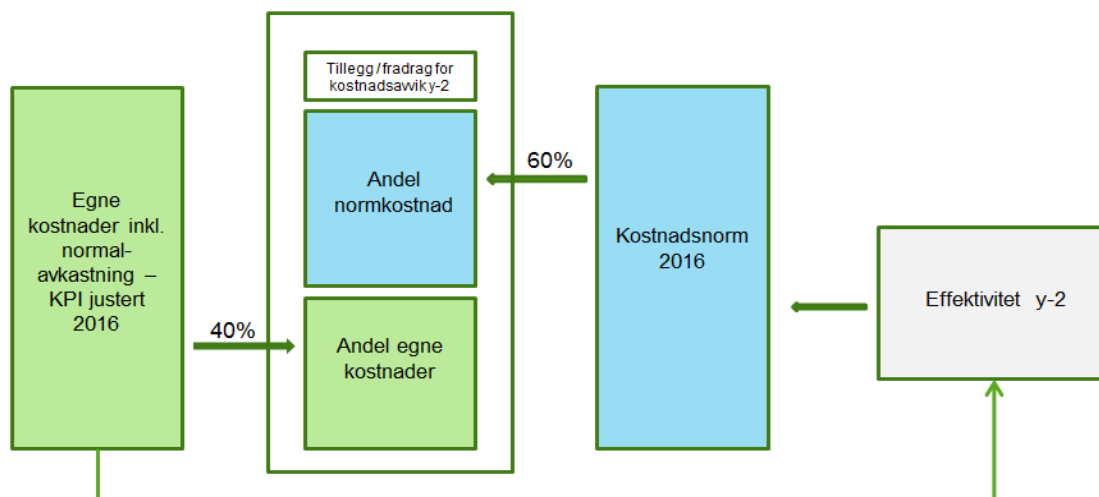 Egne
kostnader inkl.
normal-
avkastning –
KPI justert
2016
40%
Tillegg/fradrag for
kostnadsavvik y-2
Andel
normkostnad
Andel egne
kostnader
60%
Kostnadsnorm
2016
Effektivitet y-2